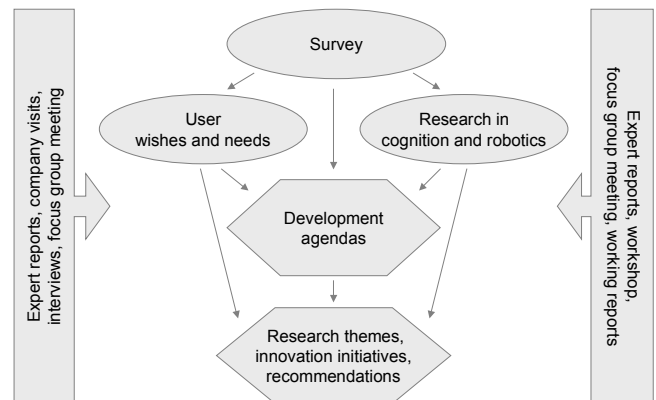 Survey
User
wishes and needs
Research in
cognition and robotics
Development
agendas
Research themes,
innovation initiatives,
recommendations
Expert reports, company visits,
interviews, focus group meeting
Expert reports, workshop,
focus group meeting, working reports